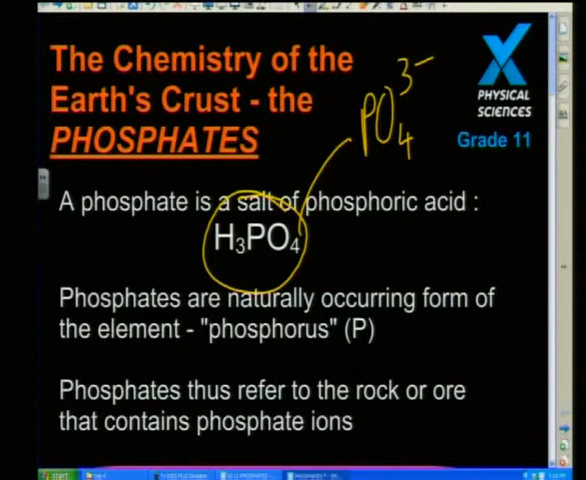 The Chemistry of the
Earth's Crust - the
PHOSPHATES
PO₄³⁻
PHYSICAL
SCIENCES
Grade 11
A phosphate is a salt of phosphoric acid :
H₃PO₄
Phosphates are naturally occurring form of
the element - "phosphorus" (P)
Phosphates thus refer to the rock or ore
that contains phosphate ions
start